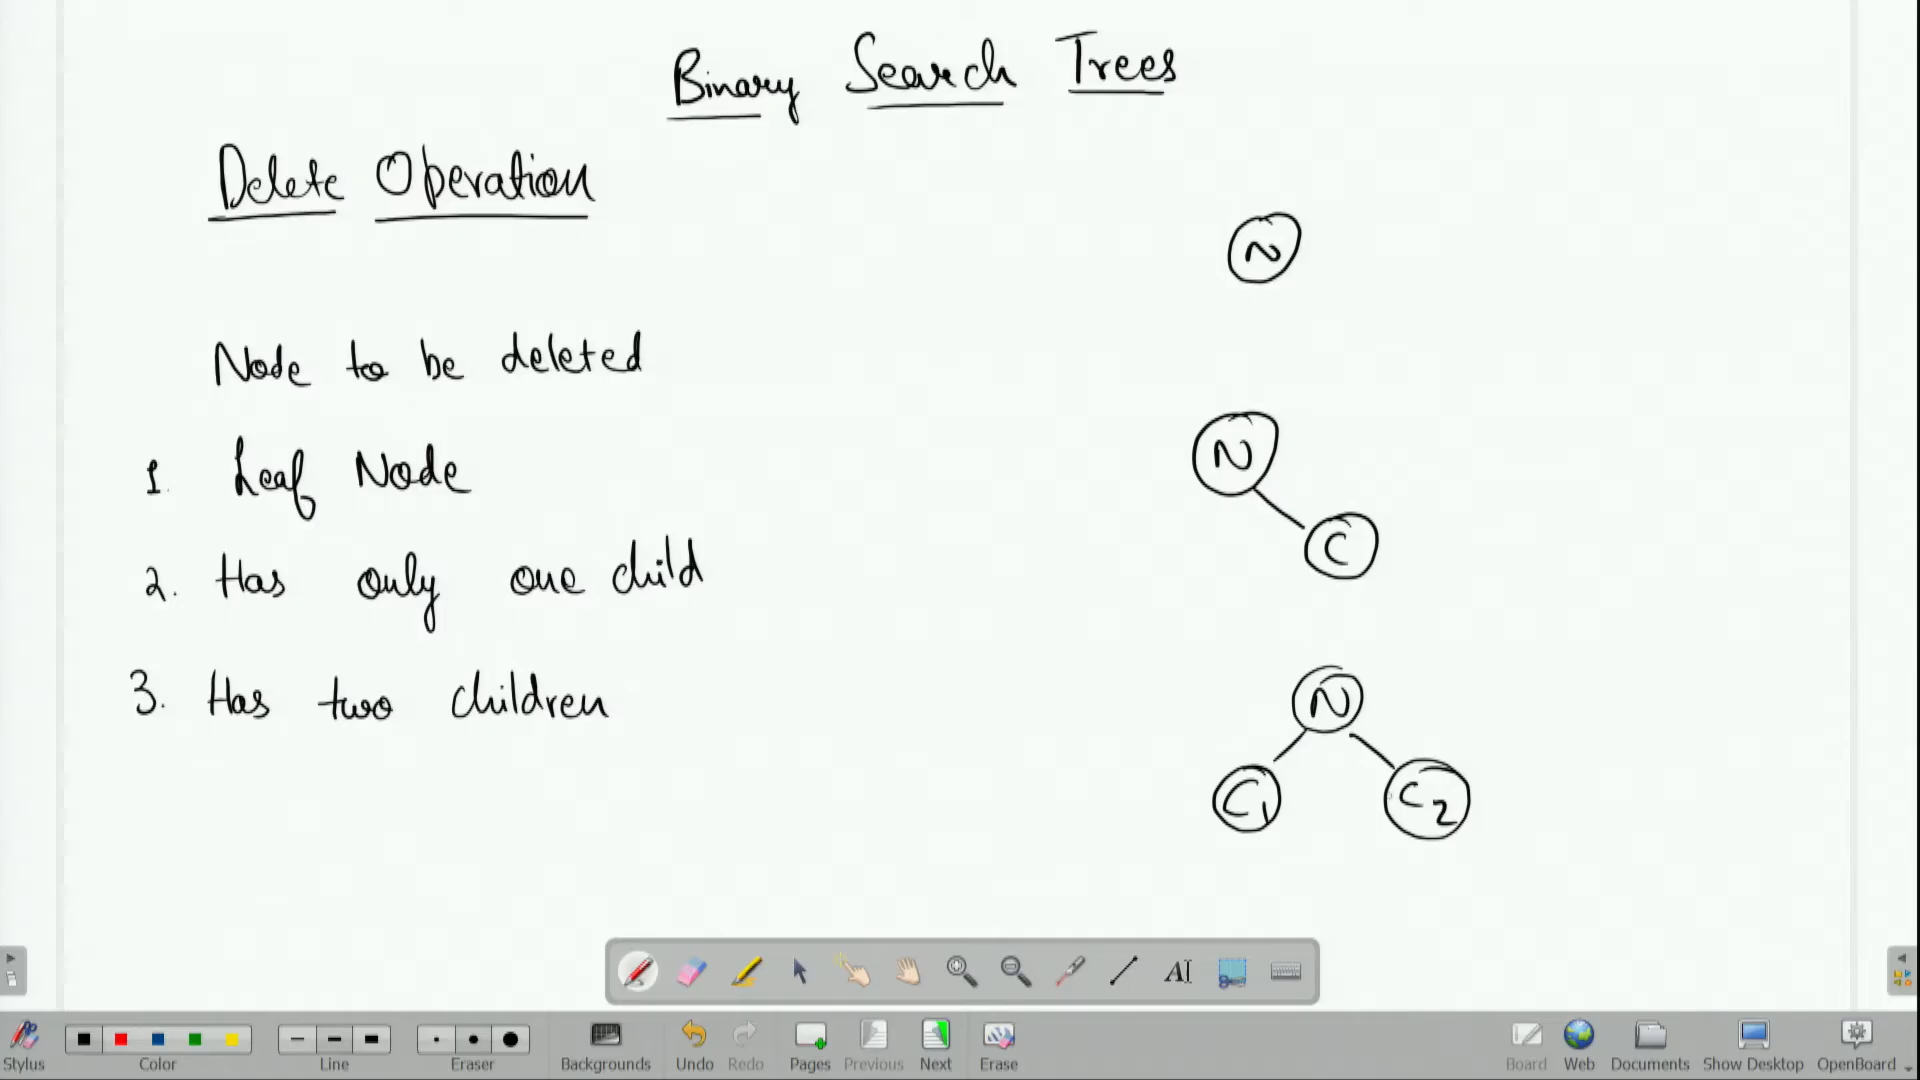 Binary Search Trees
Delete Operation
N
Node to be deleted
1. Leaf Node
N
C
2. Has only one child
3. Has two children
N
C1 C2
AI
Stylus Color Line Eraser Backgrounds Undo Redo Pages Previous Next Erase Board Web Documents Show Desktop OpenBoard